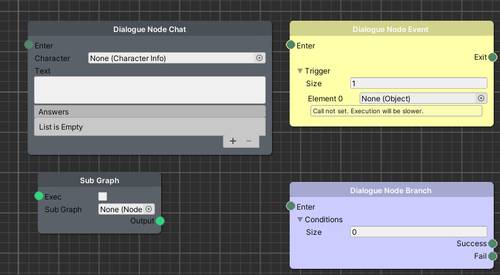 Dialogue Node Chat
Enter
Character None (Character Info)
Text
Answers
List is Empty
+ −
Dialogue Node Event
Enter
Exit
Trigger
Size 1
Element 0 None (Object)
Call not set. Execution will be slower.
Sub Graph
Exec
Sub Graph None (Node
Output
Dialogue Node Branch
Enter
Conditions
Size 0
Success
Fail